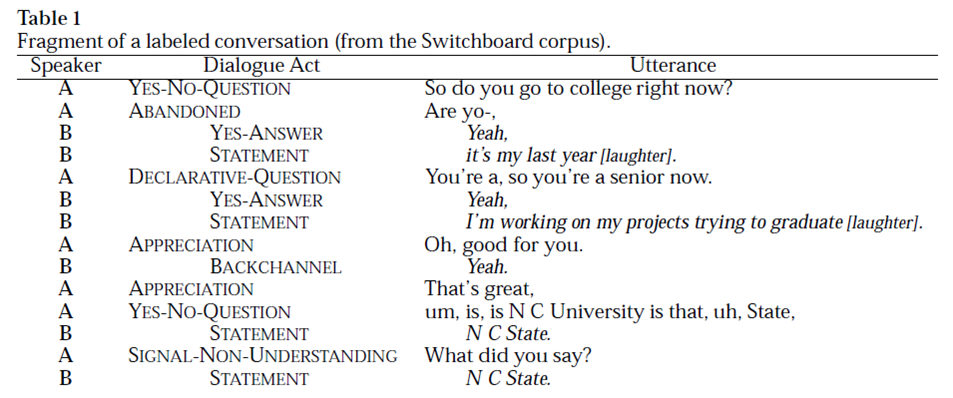 Table 1
Fragment of a labeled conversation (from the Switchboard corpus).
Speaker Dialogue Act Utterance
A YES-NO-QUESTION So do you go to college right now?
A ABANDONED Are yo-,
B YES-ANSWER Yeah,
B STATEMENT it's my last year [laughter].
A DECLARATIVE-QUESTION You're a, so you're a senior now.
B YES-ANSWER Yeah,
B STATEMENT I'm working on my projects trying to graduate [laughter].
A APPRECIATION Oh, good for you.
B BACKCHANNEL Yeah.
A APPRECIATION That's great,
A YES-NO-QUESTION um, is, is N C University is that, uh, State,
B STATEMENT N C State.
A SIGNAL-NON-UNDERSTANDING What did you say?
B STATEMENT N C State.